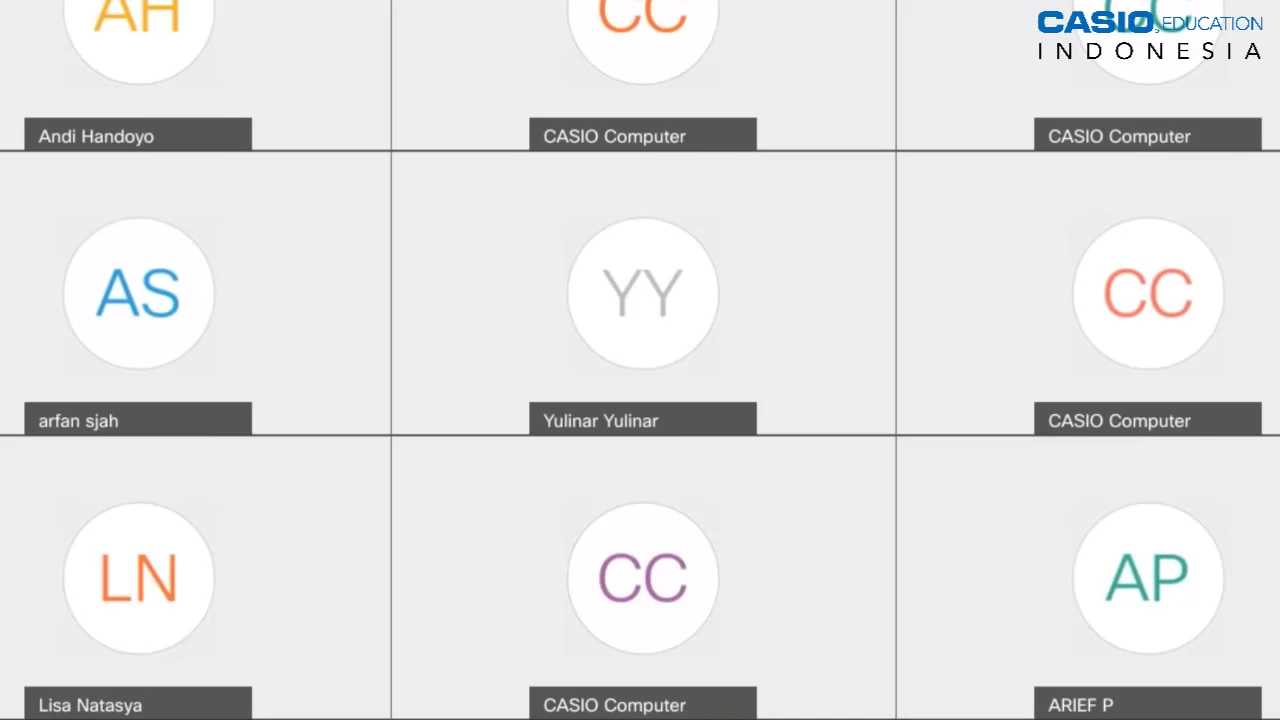 AH
CC
CC
CASIO EDUCATION
INDONESIA
Andi Handoyo
CASIO Computer
CASIO Computer
AS
YY
CC
arfan sjah
Yulinar Yulinar
CASIO Computer
LN
CC
AP
Lisa Natasya
CASIO Computer
ARIEF P